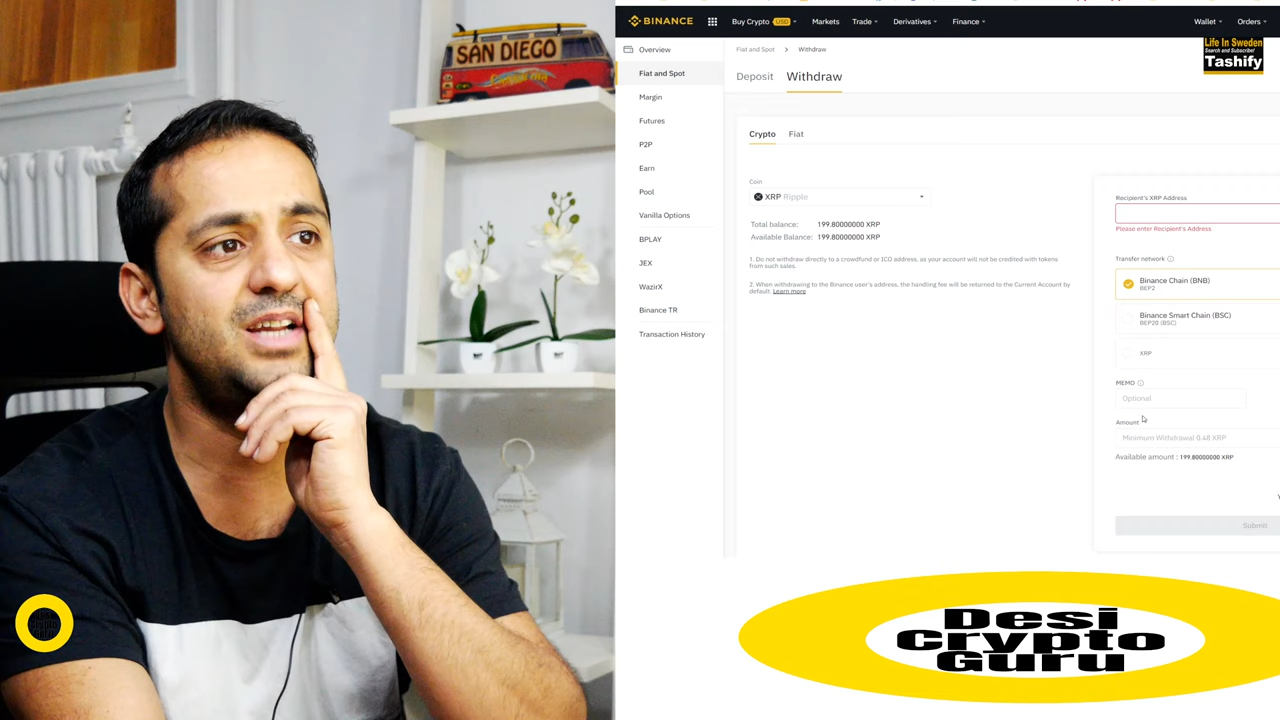 SAN DIEGO
BINANCE
Buy Crypto USD
Markets
Trade
Derivatives
Finance
Wallet
Orders
Life In Sweden
Search and Subscribe!
Tashify
Overview
Fiat and Spot
Margin
Futures
P2P
Earn
Pool
Vanilla Options
BPLAY
JEX
WazirX
Binance TR
Transaction History
Fiat and Spot > Withdraw
Deposit
Withdraw
Crypto
Fiat
Coin
XRP Ripple
Total balance: 199.80000000 XRP
Available Balance: 199.80000000 XRP
1. Do not withdraw directly to a crowdfund or ICO address, as your account will not be credited with tokens
from such sales.
2. When withdrawing to the Binance user's address, the handling fee will be returned to the Current Account by
default. Learn more
Recipient's XRP Address
Please enter Recipient's Address
Transfer network
Binance Chain (BNB)
BEP2
Binance Smart Chain (BSC)
BEP20 (BSC)
XRP
MEMO
Optional
Amount
Minimum Withdrawal 0.48 XRP
Available amount : 199.80000000 XRP
Submit
Desi
Crypto
Guru